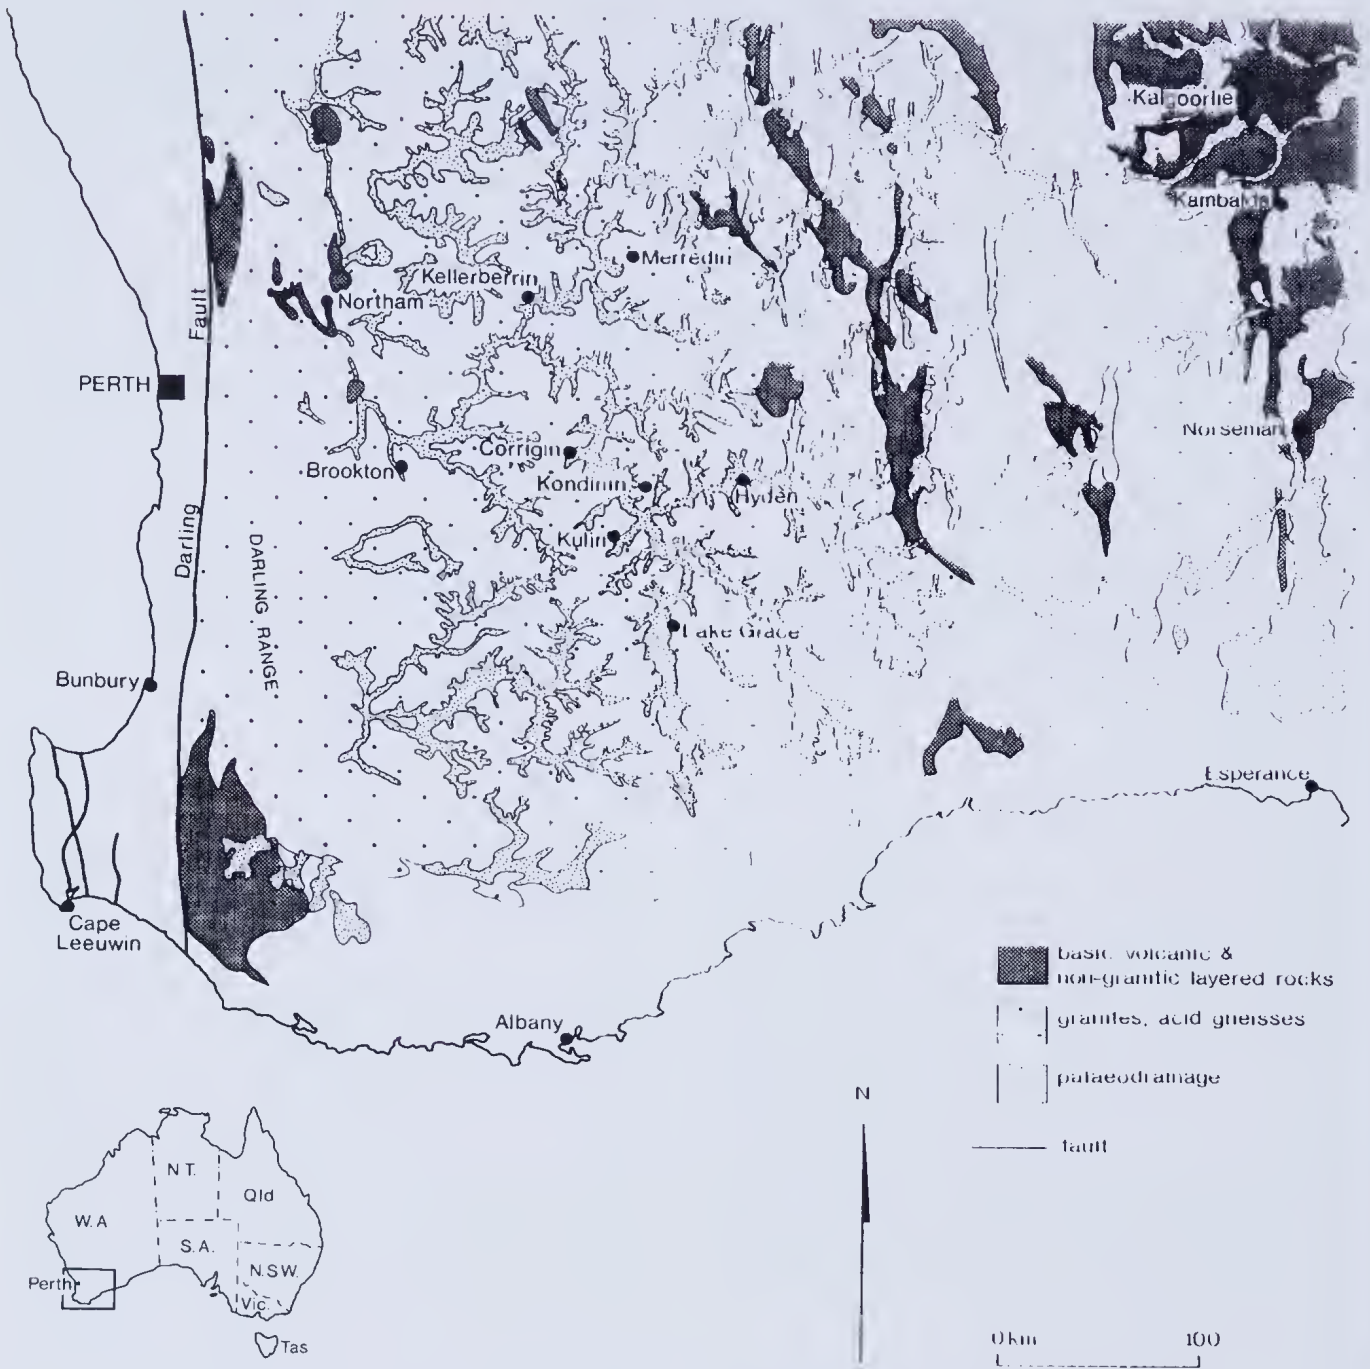 Kalgoorlie
Kambalda
Merredin
Kellerberrin
Northam
Fault
PERTH
Norseman
Corrigin
Brookton
Kondinin
Hyden
Kulin
Darling
DARLING RANGE
Lake Grace
Bunbury
Esperance
Cape
Leeuwin
Albany
basic volcanic &
non-granitic layered rocks
granites, acid gneisses
palaeodrainage
fault
N
N.T.
Qld
W.A
S.A.
N.S.W.
Perth
Vic.
Tas
0 km 100